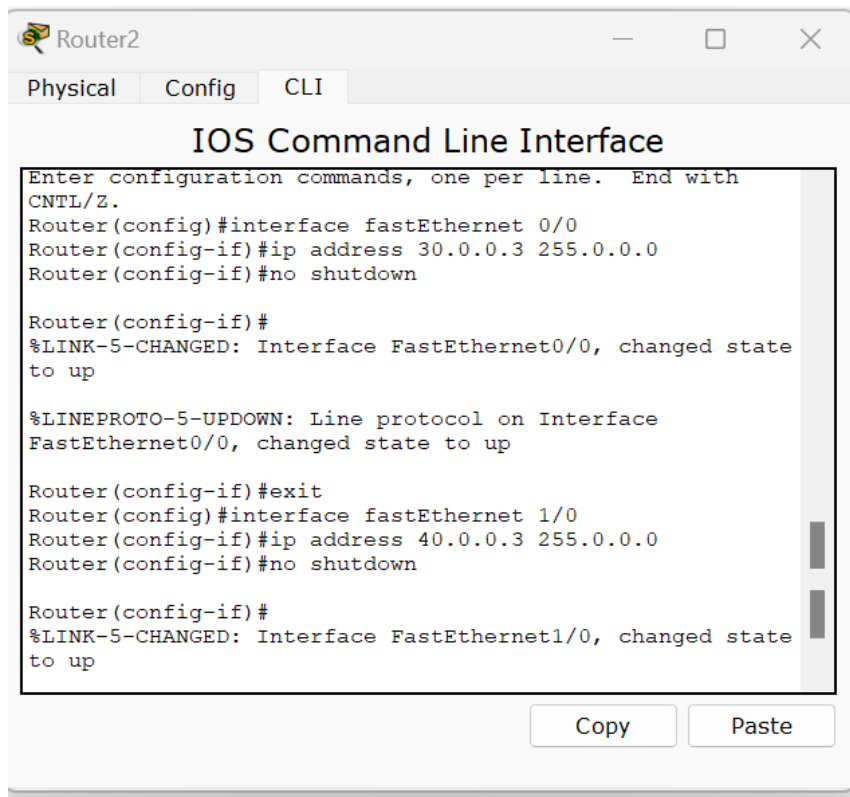 Router2
Physical Config CLI
IOS Command Line Interface
Enter configuration commands, one per line.  End with
CNTL/Z.
Router(config)#interface fastEthernet 0/0
Router(config-if)#ip address 30.0.0.3 255.0.0.0
Router(config-if)#no shutdown
Router(config-if)#
%LINK-5-CHANGED: Interface FastEthernet0/0, changed state
to up
%LINEPROTO-5-UPDOWN: Line protocol on Interface
FastEthernet0/0, changed state to up
Router(config-if)#exit
Router(config)#interface fastEthernet 1/0
Router(config-if)#ip address 40.0.0.3 255.0.0.0
Router(config-if)#no shutdown
Router(config-if)#
%LINK-5-CHANGED: Interface FastEthernet1/0, changed state
to up
Copy Paste